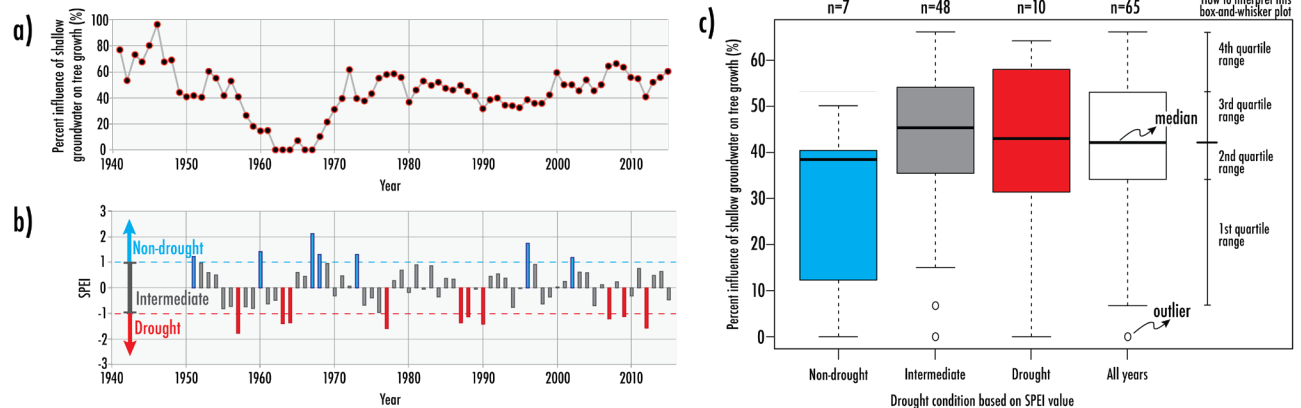 a)
Percent influence of shallow
groundwater on tree growth (%)
100
80
60
40
20
0
1940 1950 1960 1970 1980 1990 2000 2010
Year
b)
SPEI
3
2
1
0
-1
-2
-3
Non-drought
Intermediate
Drought
1940 1950 1960 1970 1980 1990 2000 2010
Year
c)
n=7 n=48 n=10 n=65
How to interpret this
box-and-whisker plot
Percent influence of shallow groundwater on tree growth (%)
60
50
40
30
20
10
0
4th quartile
range
3rd quartile
range
median
2nd quartile
range
1st quartile
range
outlier
Non-drought Intermediate Drought All years
Drought condition based on SPEI value